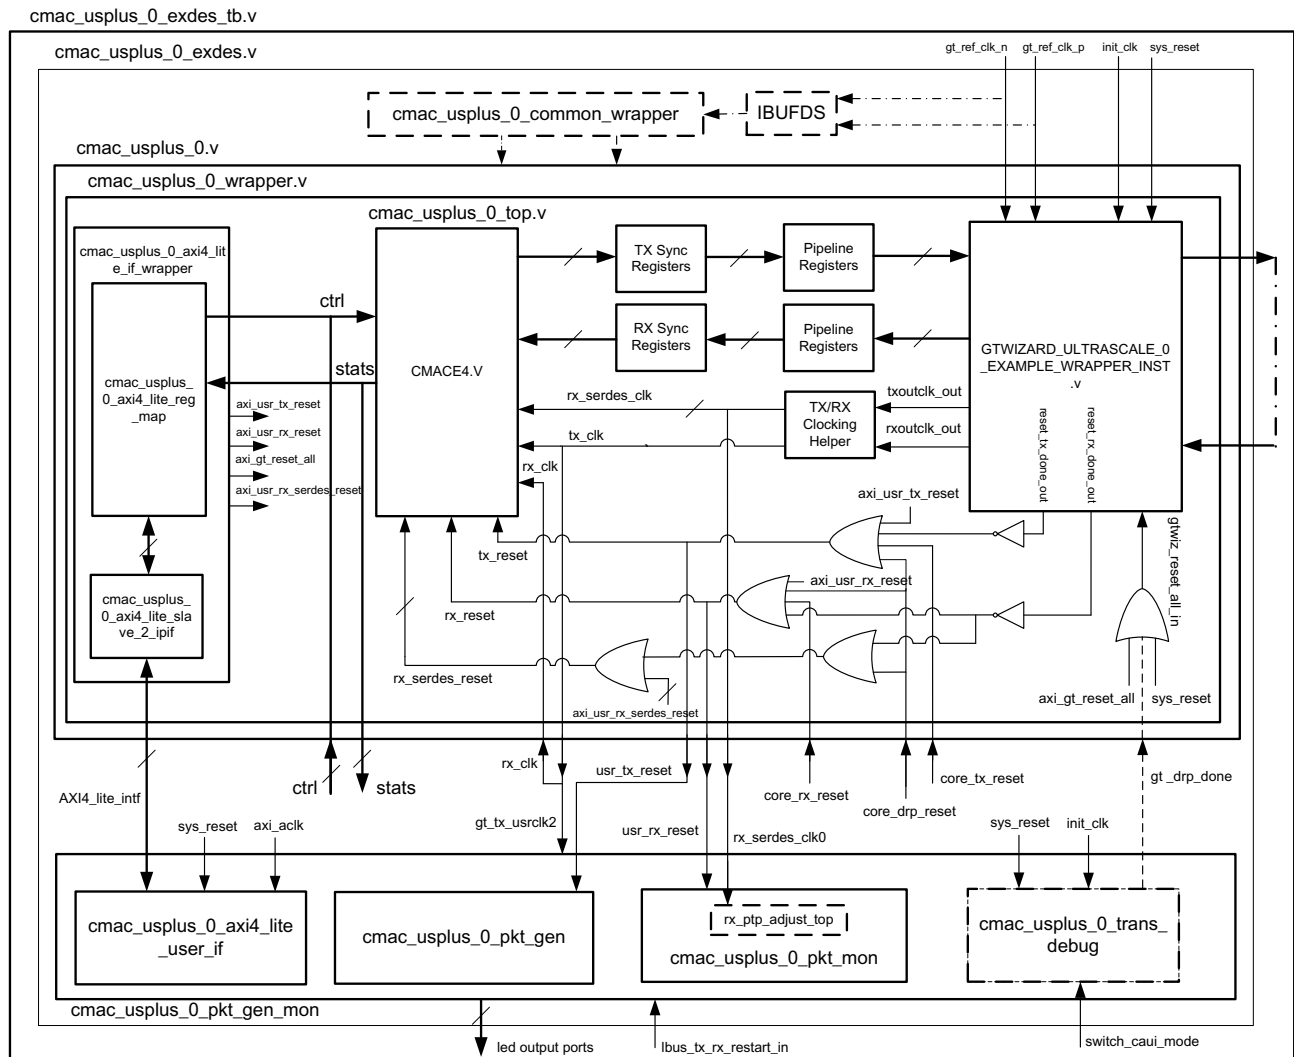 cmac_usplus_0_exdes_tb.v
cmac_usplus_0_exdes.v
gt_ref_clk_n
gt_ref_clk_p
init_clk
sys_reset
cmac_usplus_0_common_wrapper
IBUFDS
cmac_usplus_0.v
cmac_usplus_0_wrapper.v
cmac_usplus_0_top.v
cmac_usplus_0_axi4_lit
e_if_wrapper
TX Sync
Registers
Pipeline
Registers
ctrl
RX Sync
Registers
Pipeline
Registers
GTWIZARD_ULTRASCALE_0
_EXAMPLE_WRAPPER_INST
.v
stats
CMACE4.V
cmac_usplus_
0_axi4_lite_reg
_map
rx_serdes_clk
TX/RX
Clocking
Helper
txoutclk_out
rxoutclk_out
reset_tx_done_out
reset_rx_done_out
axi_usr_tx_reset
axi_usr_rx_reset
axi_gt_reset_all
axi_usr_rx_serdes_reset
tx_clk
rx_clk
axi_usr_tx_reset
gtwiz_reset_all_in
tx_reset
axi_usr_rx_reset
cmac_usplus_
0_axi4_lite_sla
ve_2_ipif
rx_reset
rx_serdes_reset
axi_usr_rx_serdes_reset
axi_gt_reset_all
sys_reset
rx_clk
usr_tx_reset
core_tx_reset
gt _drp_done
AXI4_lite_intf
ctrl
stats
core_rx_reset
core_drp_reset
sys_reset
axi_aclk
gt_tx_usrclk2
usr_rx_reset
rx_serdes_clk0
sys_reset
init_clk
cmac_usplus_0_axi4_lite
_user_if
cmac_usplus_0_pkt_gen
rx_ptp_adjust_top
cmac_usplus_0_pkt_mon
cmac_usplus_0_trans_
debug
cmac_usplus_0_pkt_gen_mon
led output ports
lbus_tx_rx_restart_in
switch_caui_mode